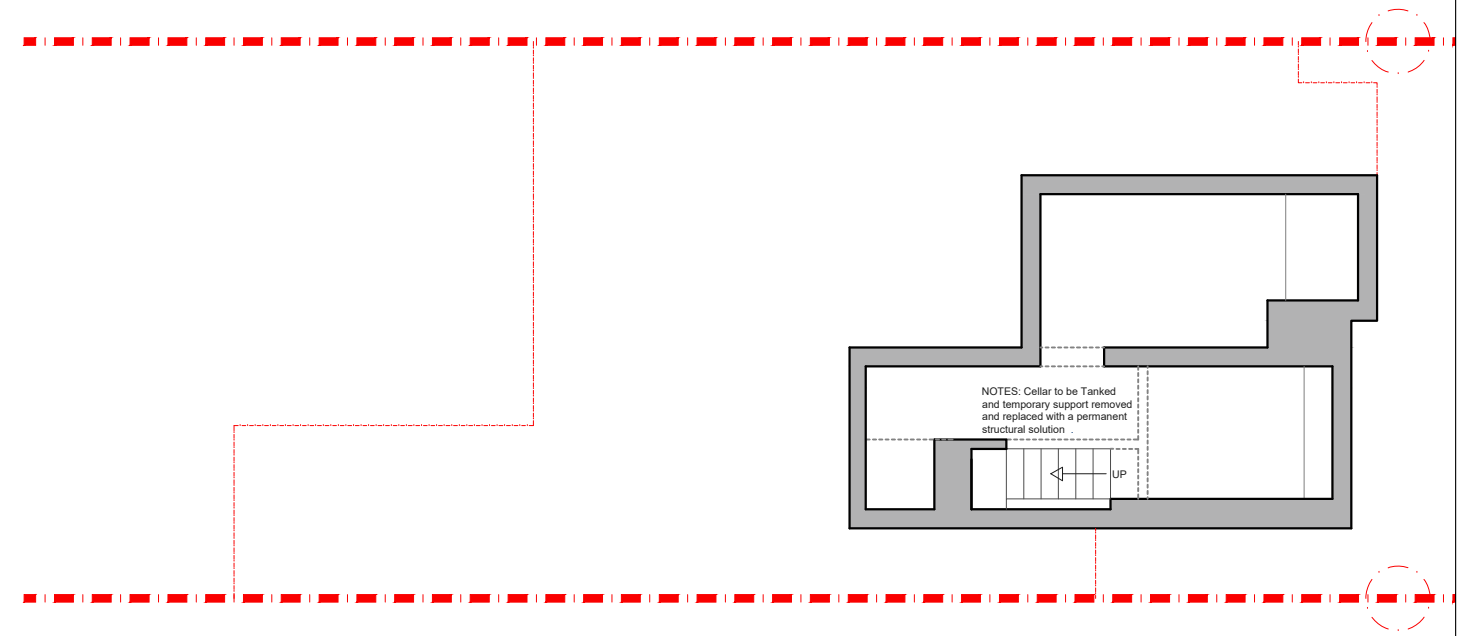 NOTES: Cellar to be Tanked
and temporary support removed
and replaced with a permanent
structural solution .
UP